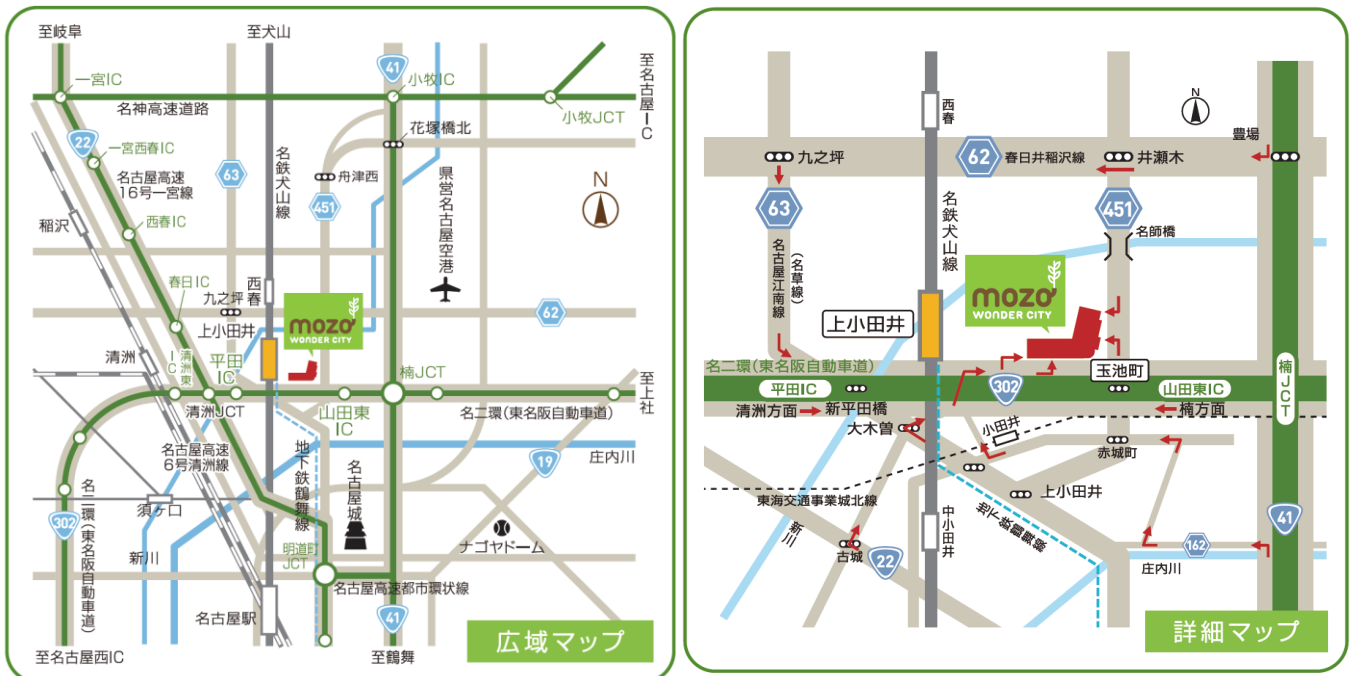 至岐阜
至犬山
41
至名古屋IC
一宮IC
小牧IC
名神高速道路
小牧JCT
花塚橋北
22
一宮西春IC
名古屋高速
16号一宮線
63
名鉄犬山線
舟津西
451
県営名古屋空港
N
稲沢
西春IC
春日IC
九之坪
西春
62
上小田井
mozo
WONDER CITY
清洲
清洲東IC
平田
IC
楠JCT
至上社
清洲JCT
山田東
IC
名二環(東名阪自動車道)
名古屋高速
6号清洲線
地下鉄鶴舞線
名古屋城
庄内川
19
名二環(東名阪自動車道)
302
須ケ口
新川
明道町
JCT
ナゴヤドーム
名古屋高速都市環状線
名古屋駅
41
至名古屋西IC
至鶴舞
広域マップ
N
西春
豊場
九之坪
62
春日井稲沢線
井瀬木
63
451
名鉄犬山線
名師橋
名古屋江南線
(名草線)
mozo
WONDER CITY
上小田井
名二環(東名阪自動車道)
玉池町
平田IC
302
山田東IC
楠JCT
清洲方面
新平田橋
楠方面
大木曽
小田井
赤城町
東海交通事業城北線
上小田井
新川
中小田井
地下鉄鶴舞線
41
古城
22
162
庄内川
詳細マップ